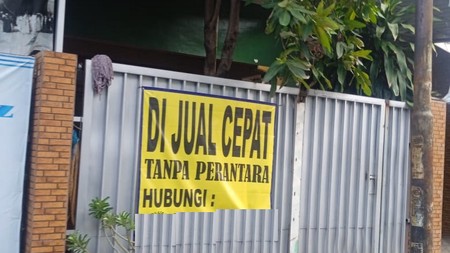 DI JUAL CEPAT
TANPA PERANTARA
HUBUNGI :